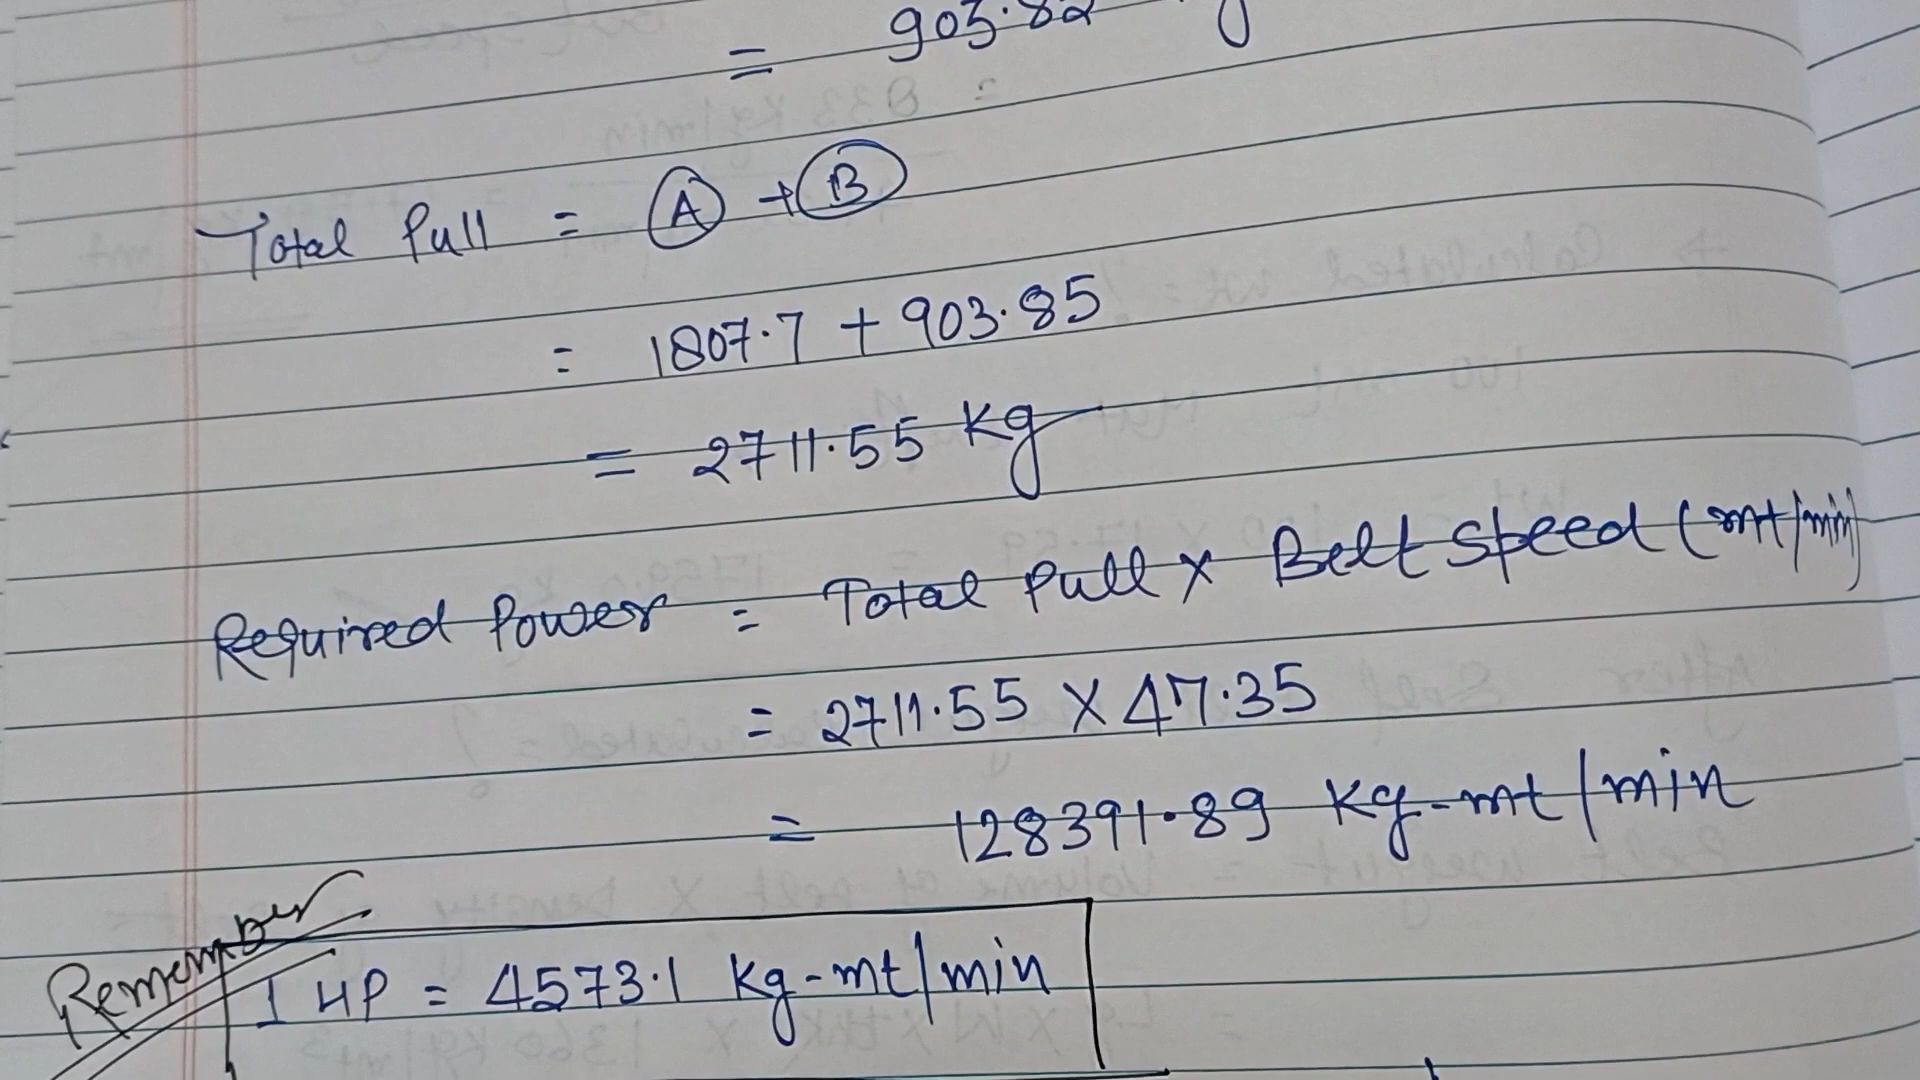 = 903.82
Total Pull = A + B
= 1807.7 + 903.85
= 2711.55 Kg
Required Power = Total Pull x Belt Speed (mt/min)
= 2711.55 X 47.35
= 128391.89 Kg-mt/min
Remember
1 HP = 4573.1 Kg-mt/min